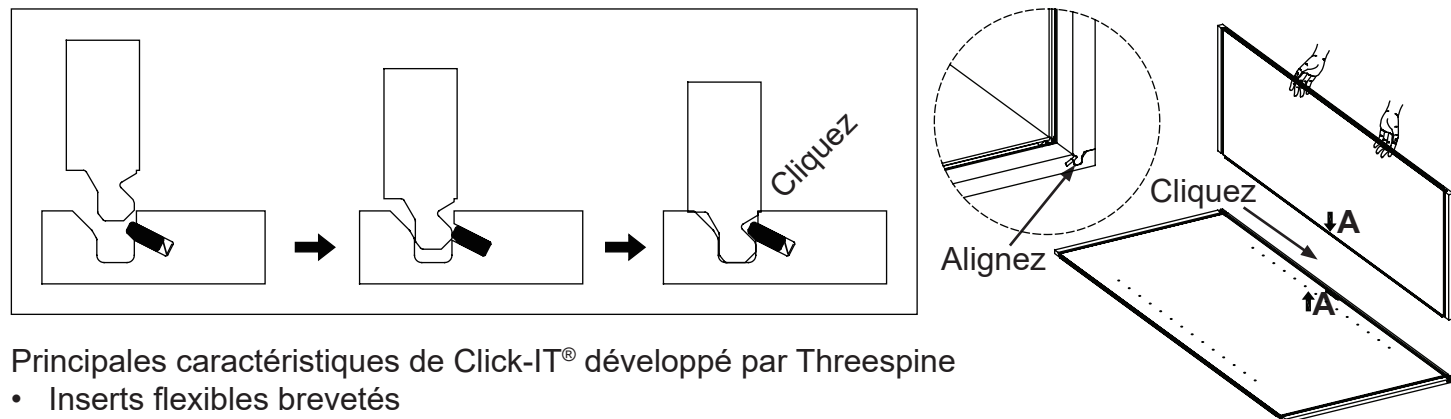 Cliquez
Cliquez
A
A
Alignez
Principales caractéristiques de Click-IT® développé par Threespine
• Inserts flexibles brevetés